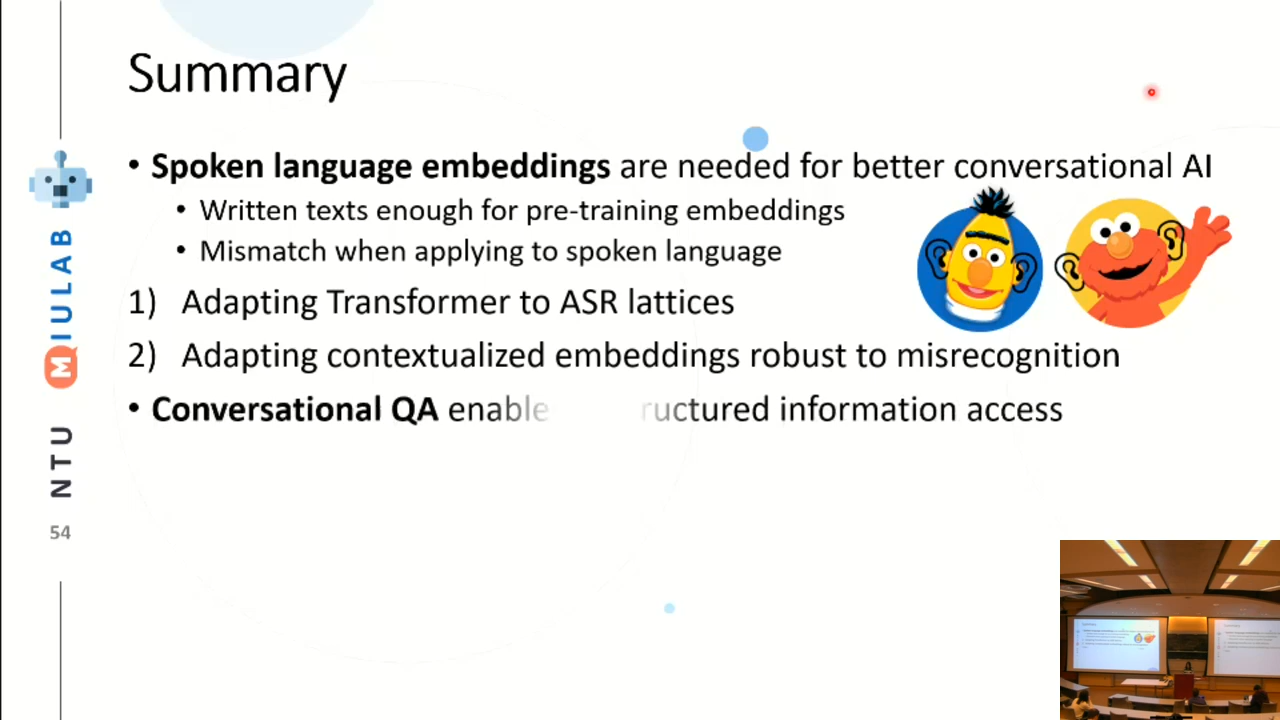 Summary
• Spoken language embeddings are needed for better conversational AI
• Written texts enough for pre-training embeddings
• Mismatch when applying to spoken language
1) Adapting Transformer to ASR lattices
2) Adapting contextualized embeddings robust to misrecognition
• Conversational QA enable ructured information access
NTU MIULAB
54